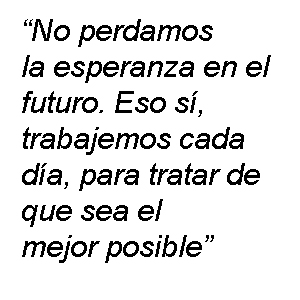 “No perdamos
la esperanza en el
futuro. Eso sí,
trabajemos cada
día, para tratar de
que sea el
mejor posible”